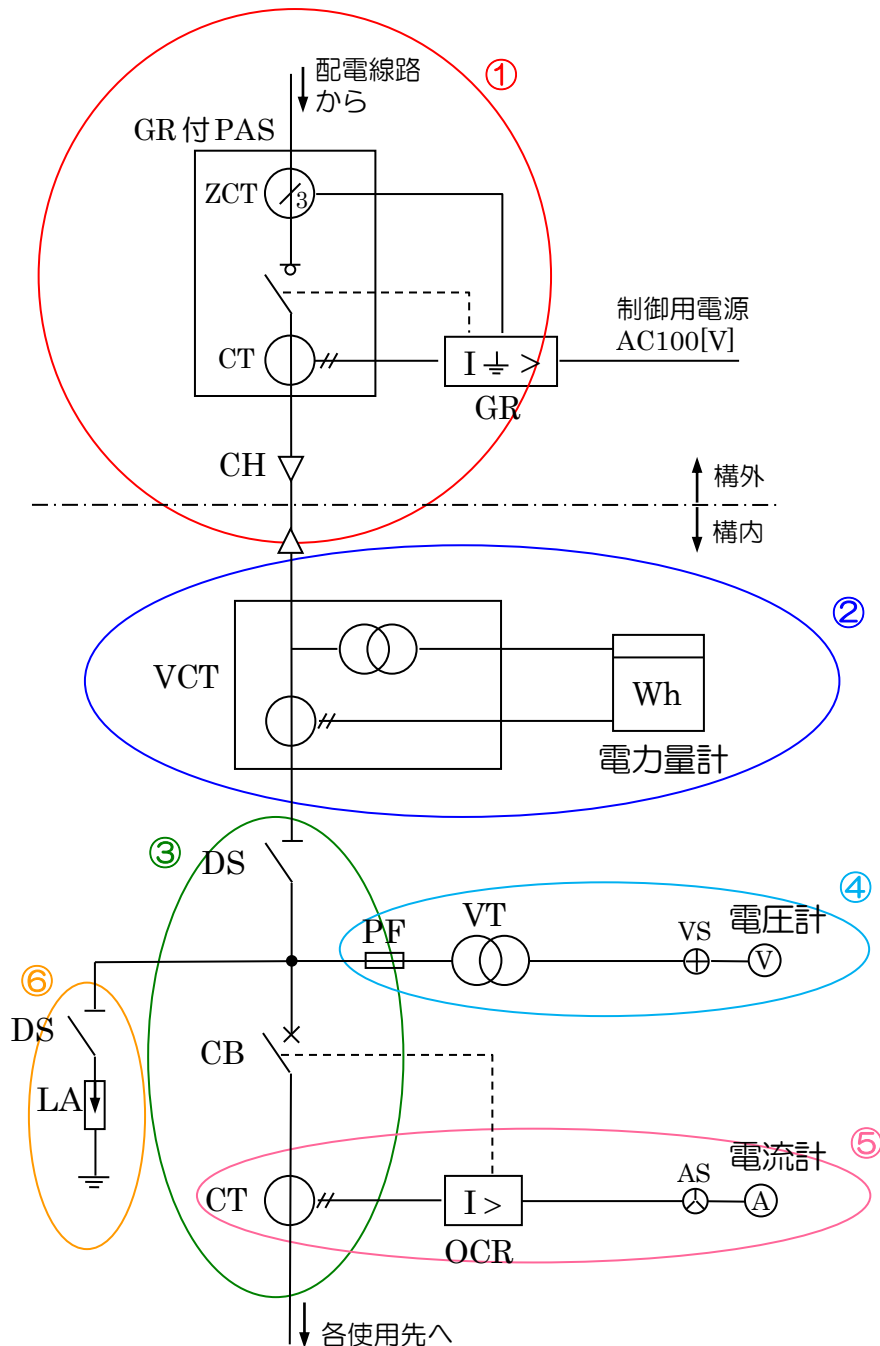 配電線路
から
①
GR付PAS
ZCT
3
制御用電源
AC100[V]
CT
I >
GR
CH
構外
構内
②
VCT
Wh
電力量計
③
DS
④
PF
VT
VS
電圧計
V
⑥
DS
CB
LA
⑤
CT
I >
OCR
AS
電流計
A
各使用先へ